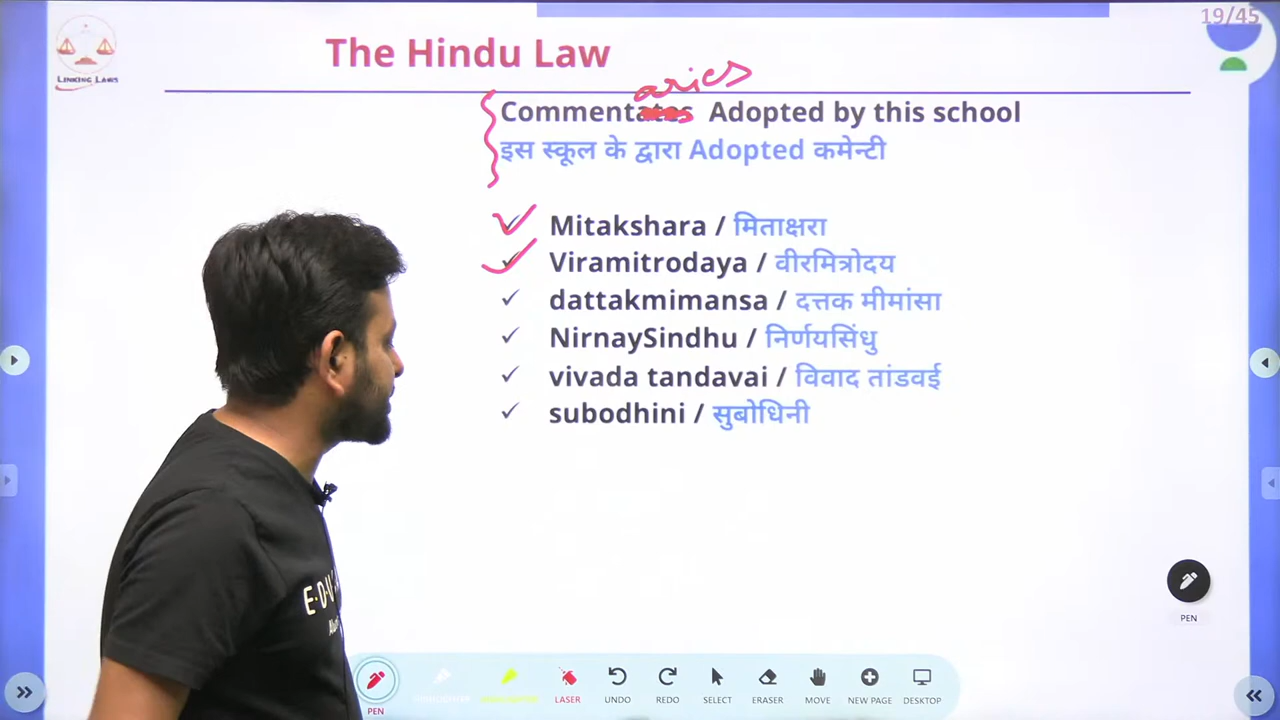 19/45
LINKING LAWS
The Hindu Law
aries
Commentates Adopted by this school
इस स्कूल के द्वारा Adopted कमेन्टी
Mitakshara / मिताक्षरा
Viramitrodaya / वीरमित्रोदय
dattakmimansa / दत्तक मीमांसा
NirnaySindhu / निर्णयसिंधु
vivada tandavai / विवाद तांडवई
subodhini / सुबोधिनी
PEN
PEN
LASER
UNDO
REDO
SELECT
ERASER
MOVE
NEW PAGE
DESKTOP